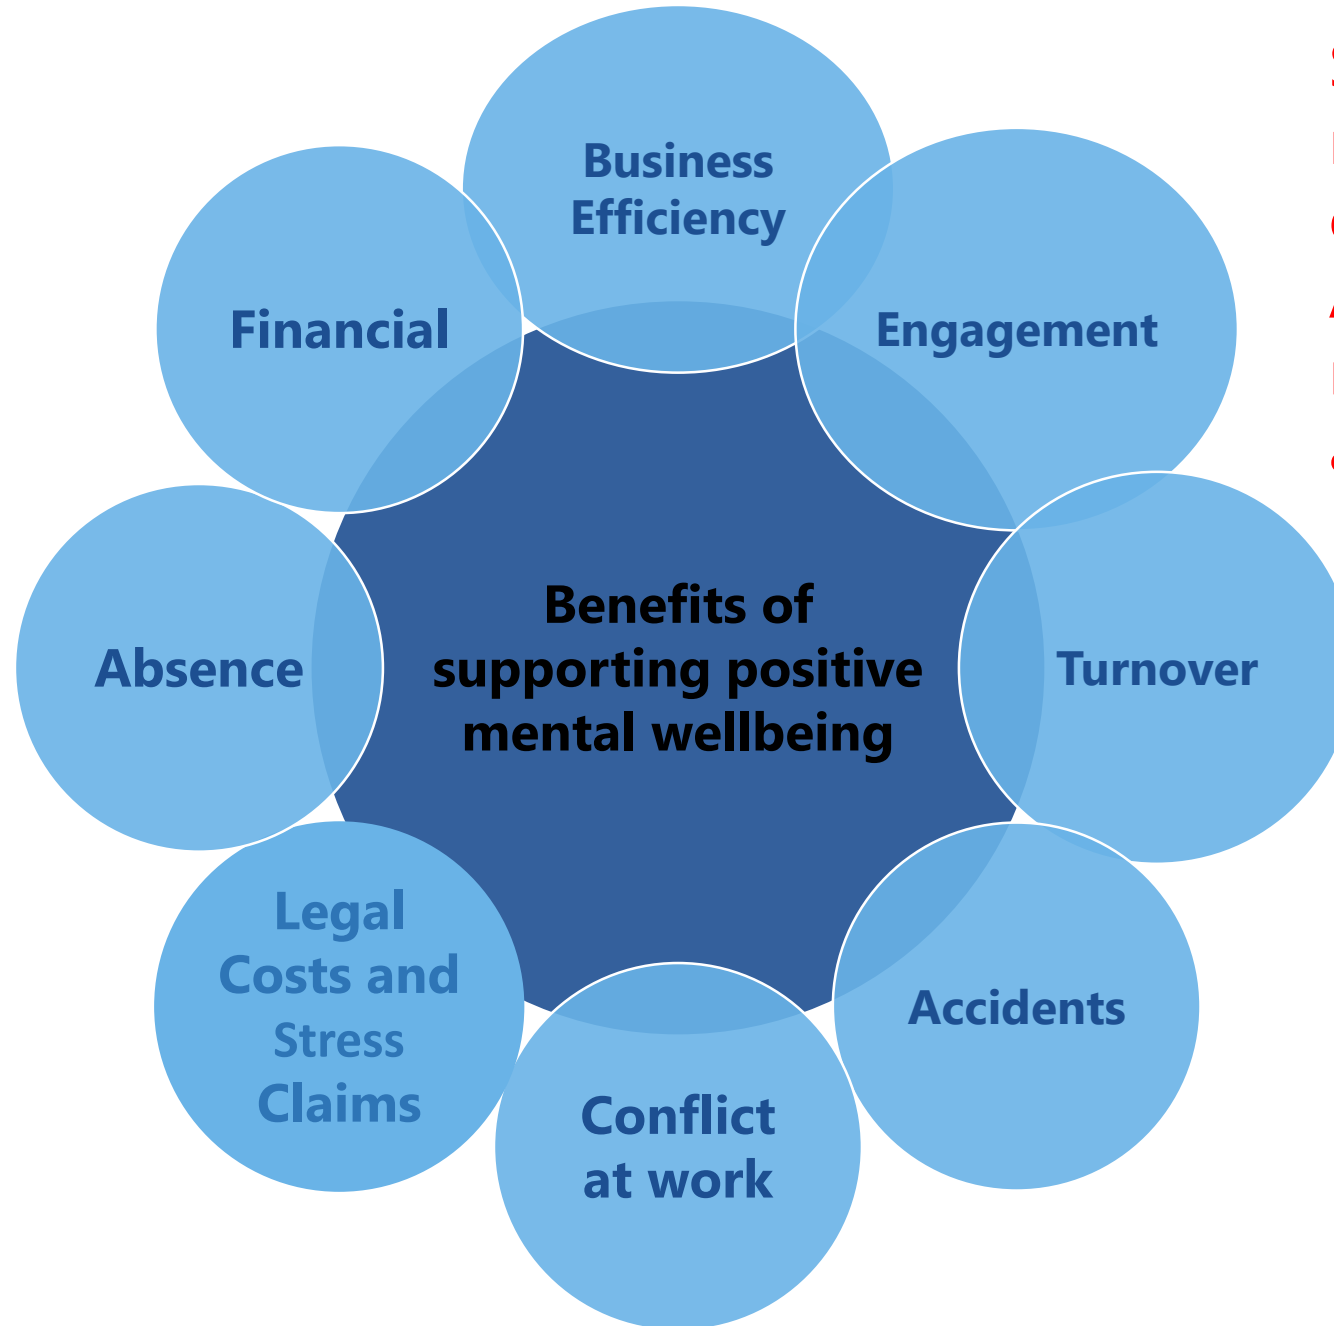 Business
Efficiency
Engagement
Turnover
Accidents
Conflict
at work
Legal
Costs and
Stress
Claims
Absence
Financial
Benefits of
supporting positive
mental wellbeing